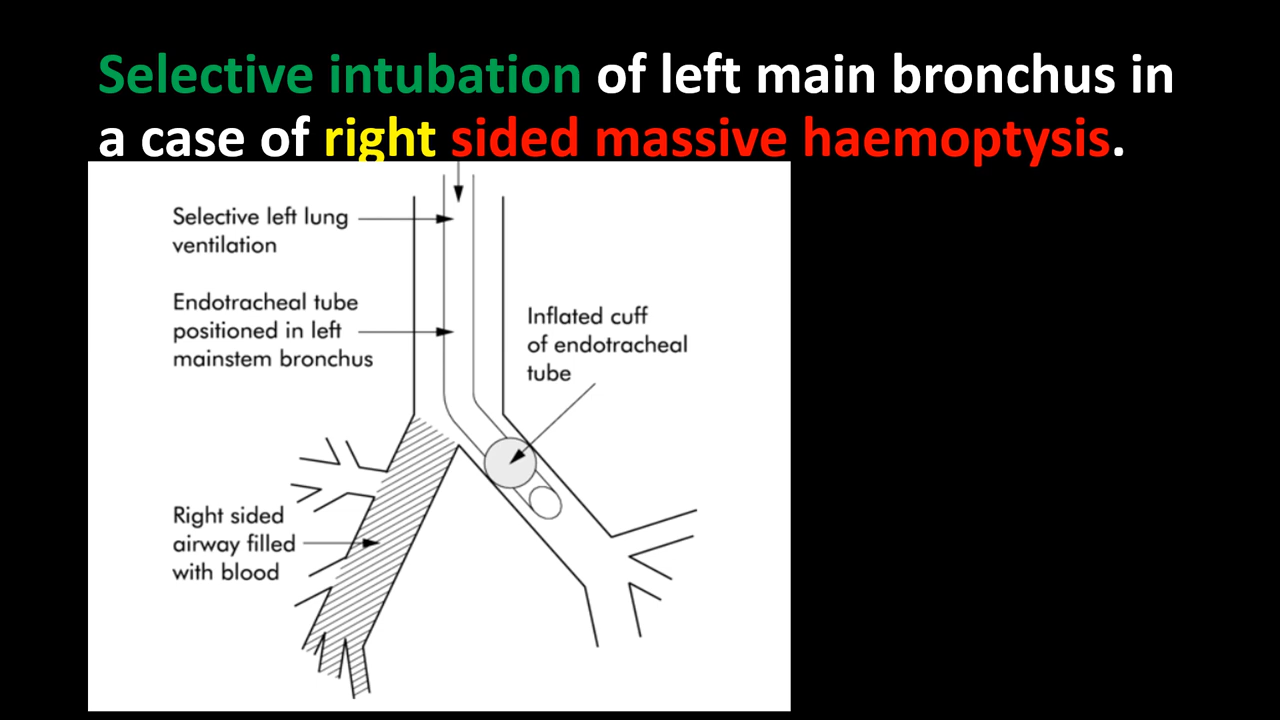 Selective intubation of left main bronchus in
a case of right sided massive haemoptysis.
Selective left lung
ventilation
Endotracheal tube
positioned in left
mainstem bronchus
Inflated cuff
of endotracheal
tube
Right sided
airway filled
with blood